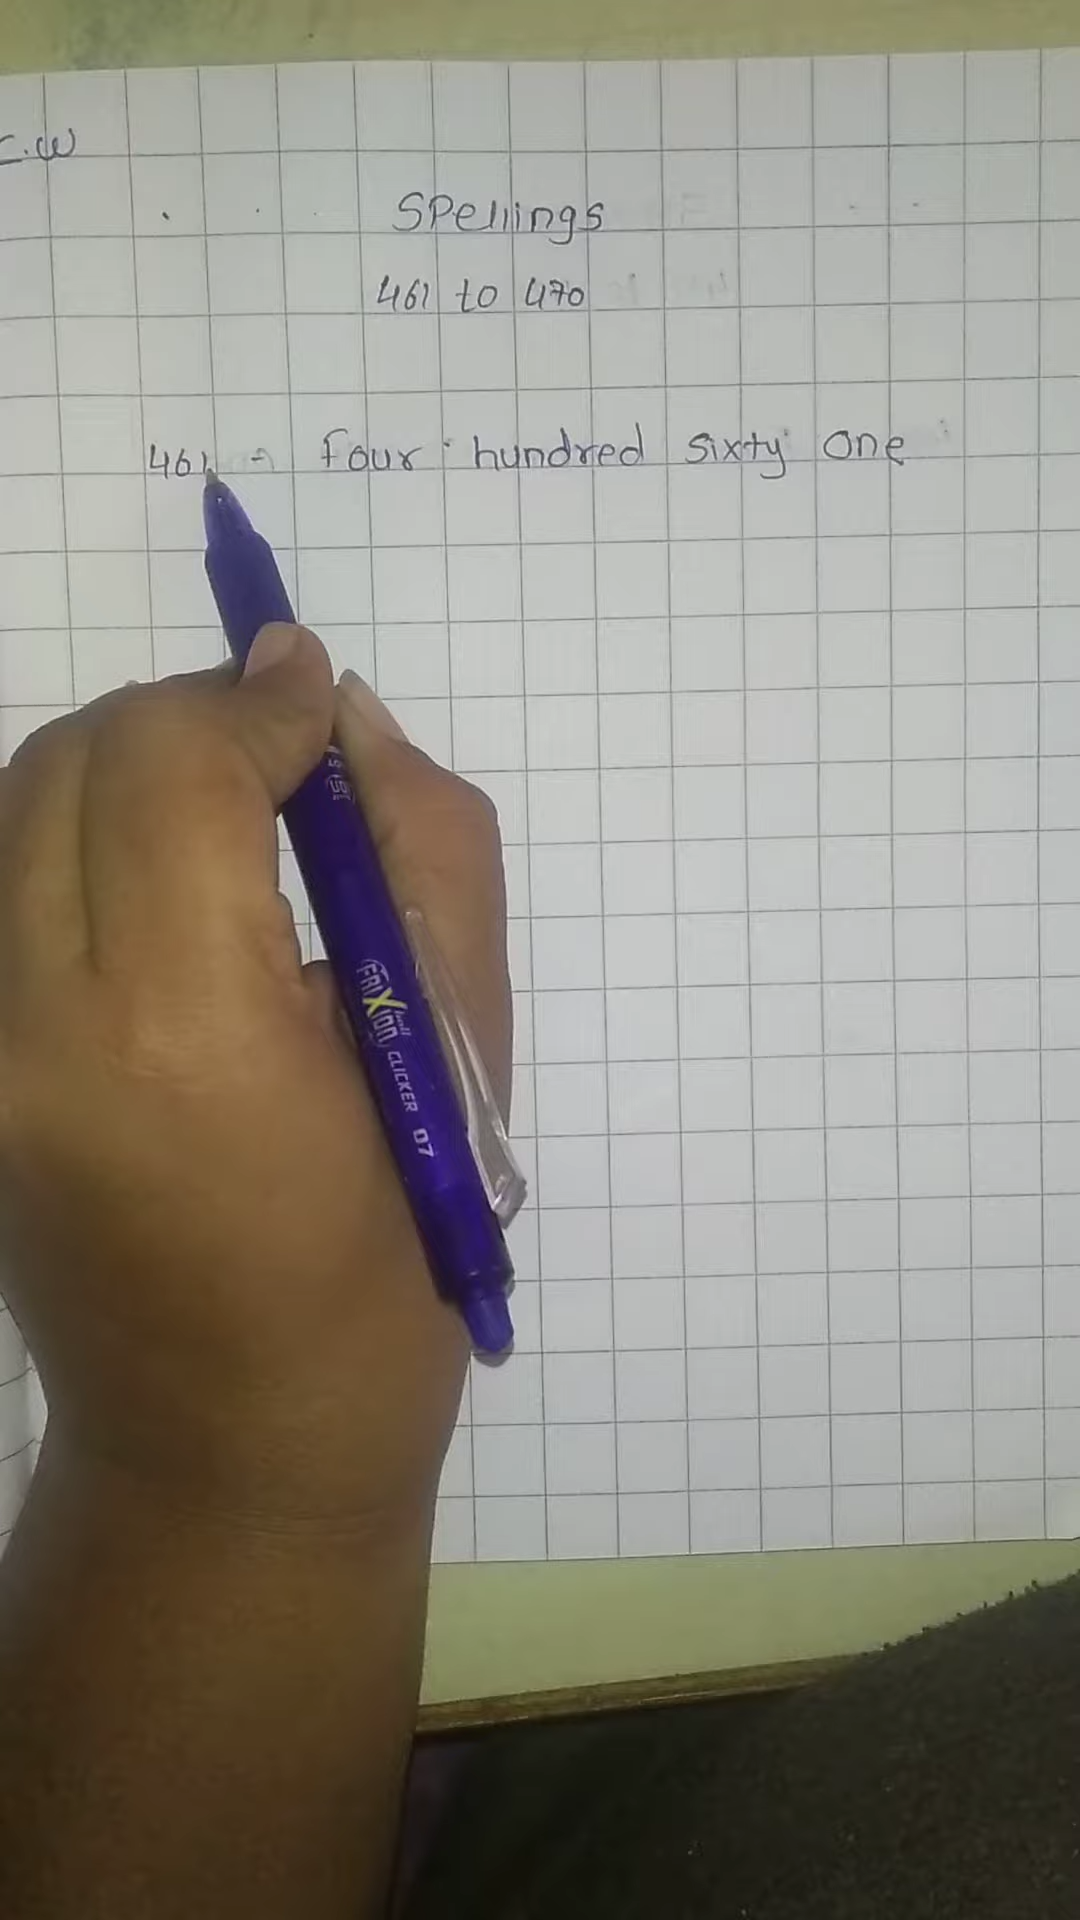 C.W
Spellings
461 to 470
461 - Four hundred sixty one
FRIXION ball CLICKER 07